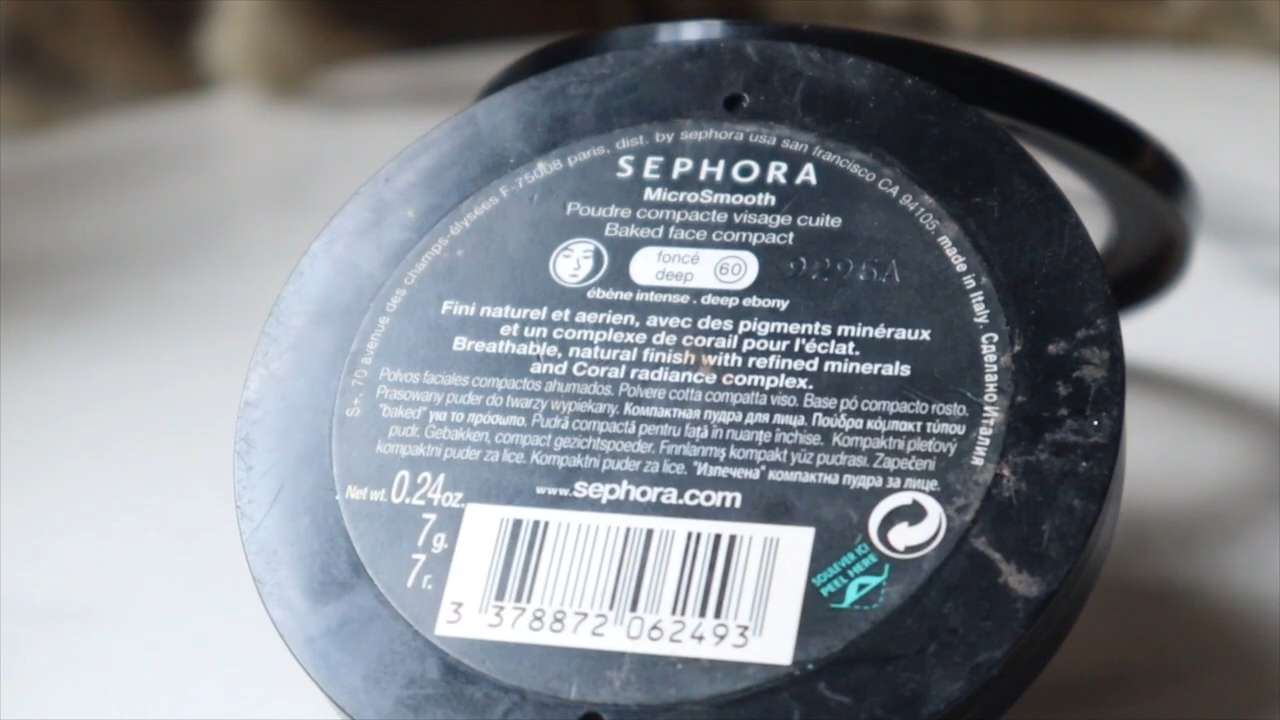 S+, 70 avenue des champs-élysées F-75008 paris, dist. by sephora usa san francisco CA 94105. made in Italy. Сделано Италия
SEPHORA
MicroSmooth
Poudre compacte visage cuite
Baked face compact
foncé
deep
60
9295A
ébène intense . deep ebony
Fini naturel et aerien, avec des pigments minéraux
et un complexe de corail pour l'éclat.
Breathable, natural finish with refined minerals
and Coral radiance complex.
Polvos faciales compactos ahumados. Polvere cotta compatta viso. Base pó compacto rosto.
Prasowany puder do twarzy wypiekany. Компактная пудра для лица. Πούδρα κόμπακτ τύπου
"baked" για το πρόσωπο. Pudră compactă pentru față in nuanțe închise. Kompaktní pleťový
pudr. Gebakken, compact gezichtspoeder. Fırınlanmış kompakt yüz pudrası. Zapečeni
kompaktni puder za lice. Kompaktni puder za lice. "Изпечена" компактна пудра за лице.
www.sephora.com
Net wt. 0.24oz.
7g.
7г.
SOULEVER ICI
PEEL HERE
3 378872 062493